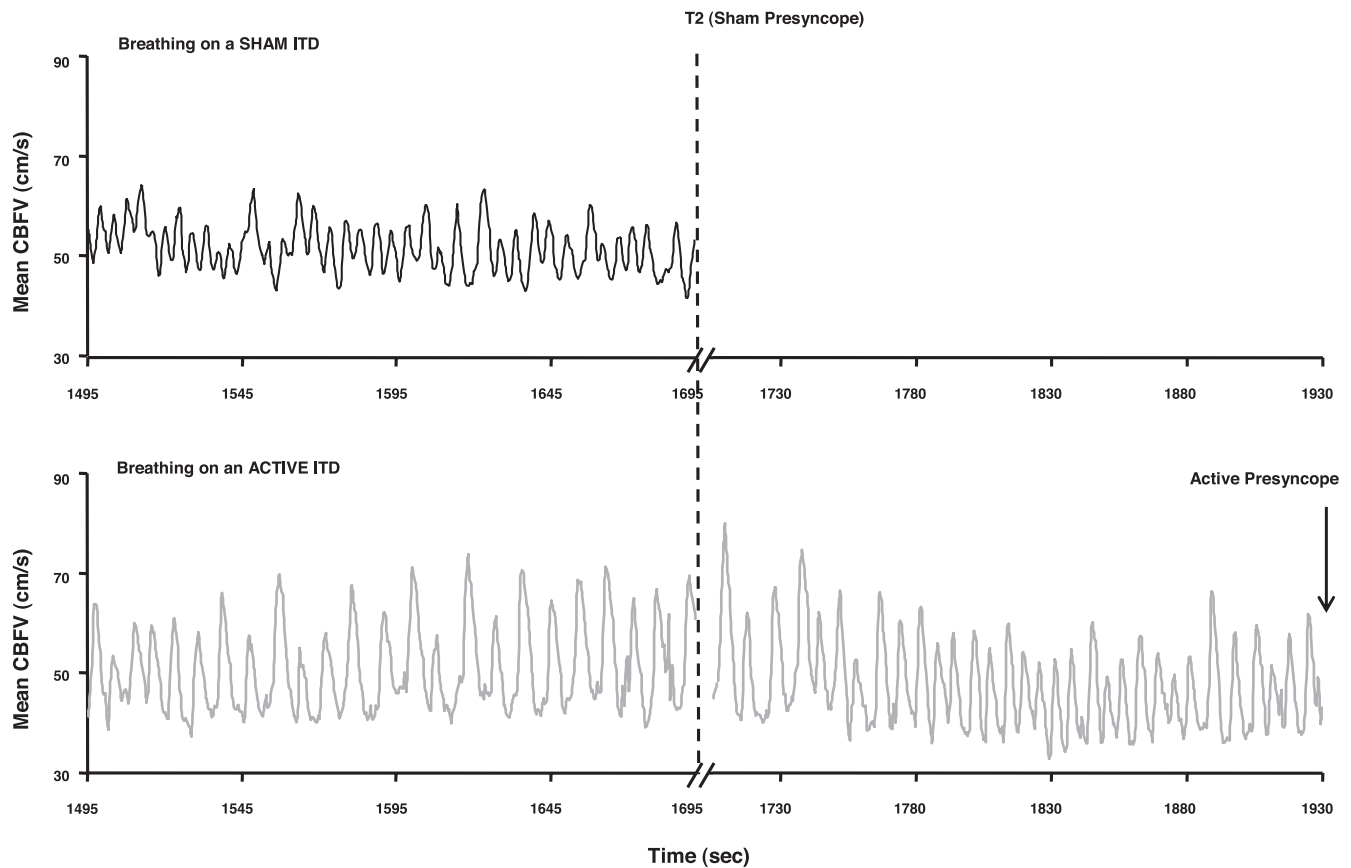 T2 (Sham Presyncope)
Breathing on a SHAM ITD
Mean CBFV (cm/s)
90
70
50
30
1495 1545 1595 1645 1695 1730 1780 1830 1880 1930
Breathing on an ACTIVE ITD
Active Presyncope
Mean CBFV (cm/s)
90
70
50
30
1495 1545 1595 1645 1695 1730 1780 1830 1880 1930
Time (sec)